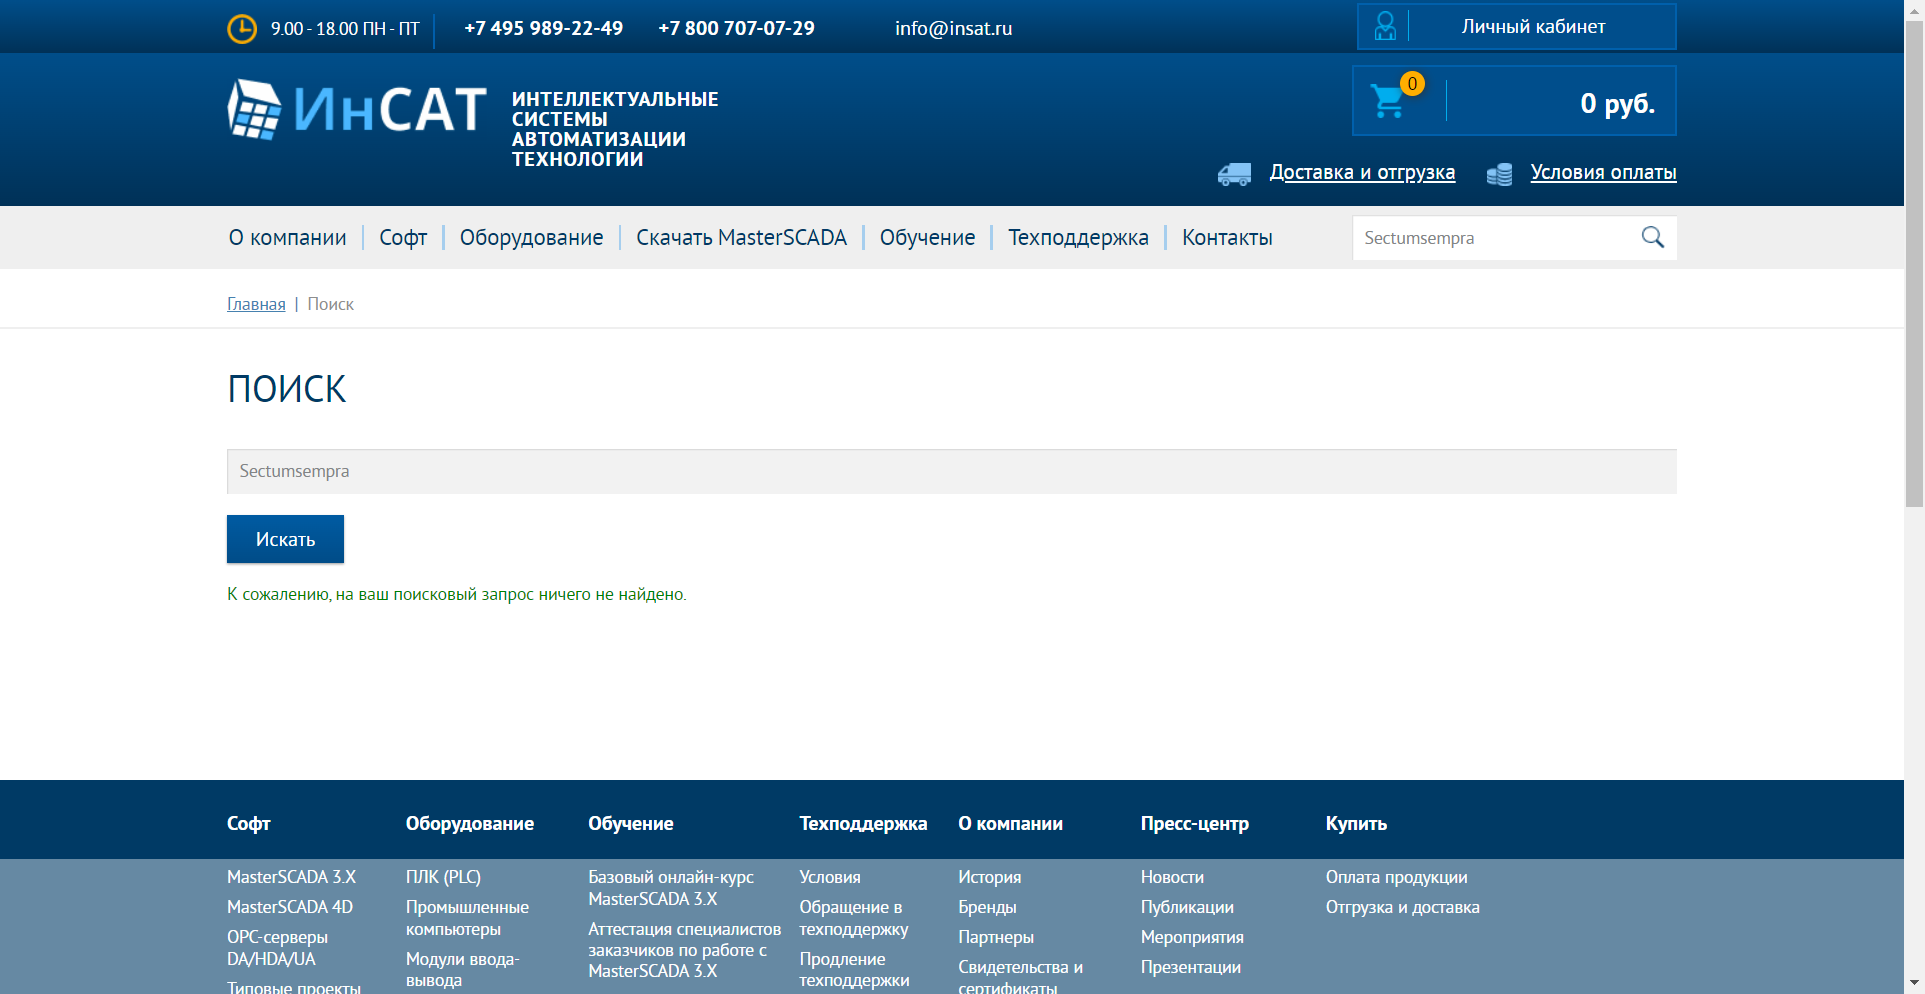 9.00 - 18.00 ПН - ПТ
+7 495 989-22-49
+7 800 707-07-29
info@insat.ru
Личный кабинет
ИнСАТ
ИНТЕЛЛЕКТУАЛЬНЫЕ
СИСТЕМЫ
АВТОМАТИЗАЦИИ
ТЕХНОЛОГИИ
0
0 руб.
Доставка и отгрузка
Условия оплаты
О компании
Софт
Оборудование
Скачать MasterSCADA
Обучение
Техподдержка
Контакты
Sectumsempra
Главная | Поиск
ПОИСК
Sectumsempra
Искать
К сожалению, на ваш поисковый запрос ничего не найдено.
Софт
MasterSCADA 3.X
MasterSCADA 4D
OPC-серверы
DA/HDA/UA
Типовые проекты
Оборудование
ПЛК (PLC)
Промышленные
компьютеры
Модули ввода-
вывода
Обучение
Базовый онлайн-курс
MasterSCADA 3.X
Аттестация специалистов
заказчиков по работе с
MasterSCADA 3.X
Техподдержка
Условия
Обращение в
техподдержку
Продление
техподдержки
О компании
История
Бренды
Партнеры
Свидетельства и
сертификаты
Пресс-центр
Новости
Публикации
Мероприятия
Презентации
Купить
Оплата продукции
Отгрузка и доставка